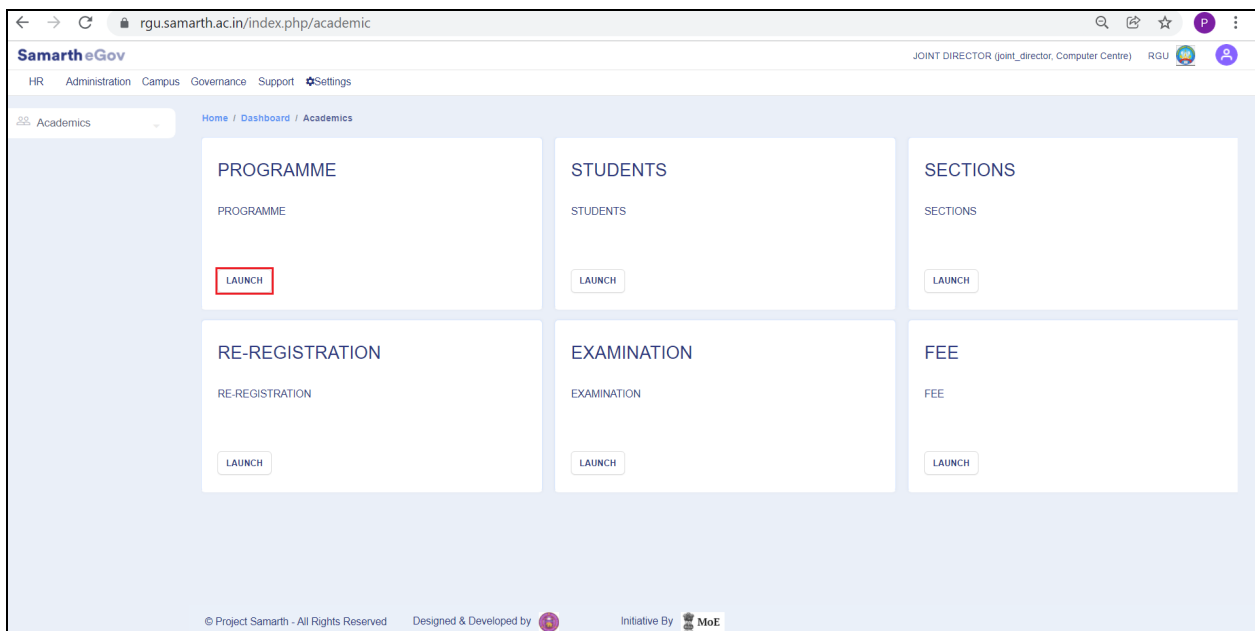 rgu.samarth.ac.in/index.php/academic
P
Samarth eGov
JOINT DIRECTOR (joint_director, Computer Centre) RGU
HR Administration Campus Governance Support Settings
Academics
Home / Dashboard / Academics
PROGRAMME STUDENTS SECTIONS
PROGRAMME STUDENTS SECTIONS
LAUNCH LAUNCH LAUNCH
RE-REGISTRATION EXAMINATION FEE
RE-REGISTRATION EXAMINATION FEE
LAUNCH LAUNCH LAUNCH
© Project Samarth - All Rights Reserved Designed & Developed by Initiative By MoE